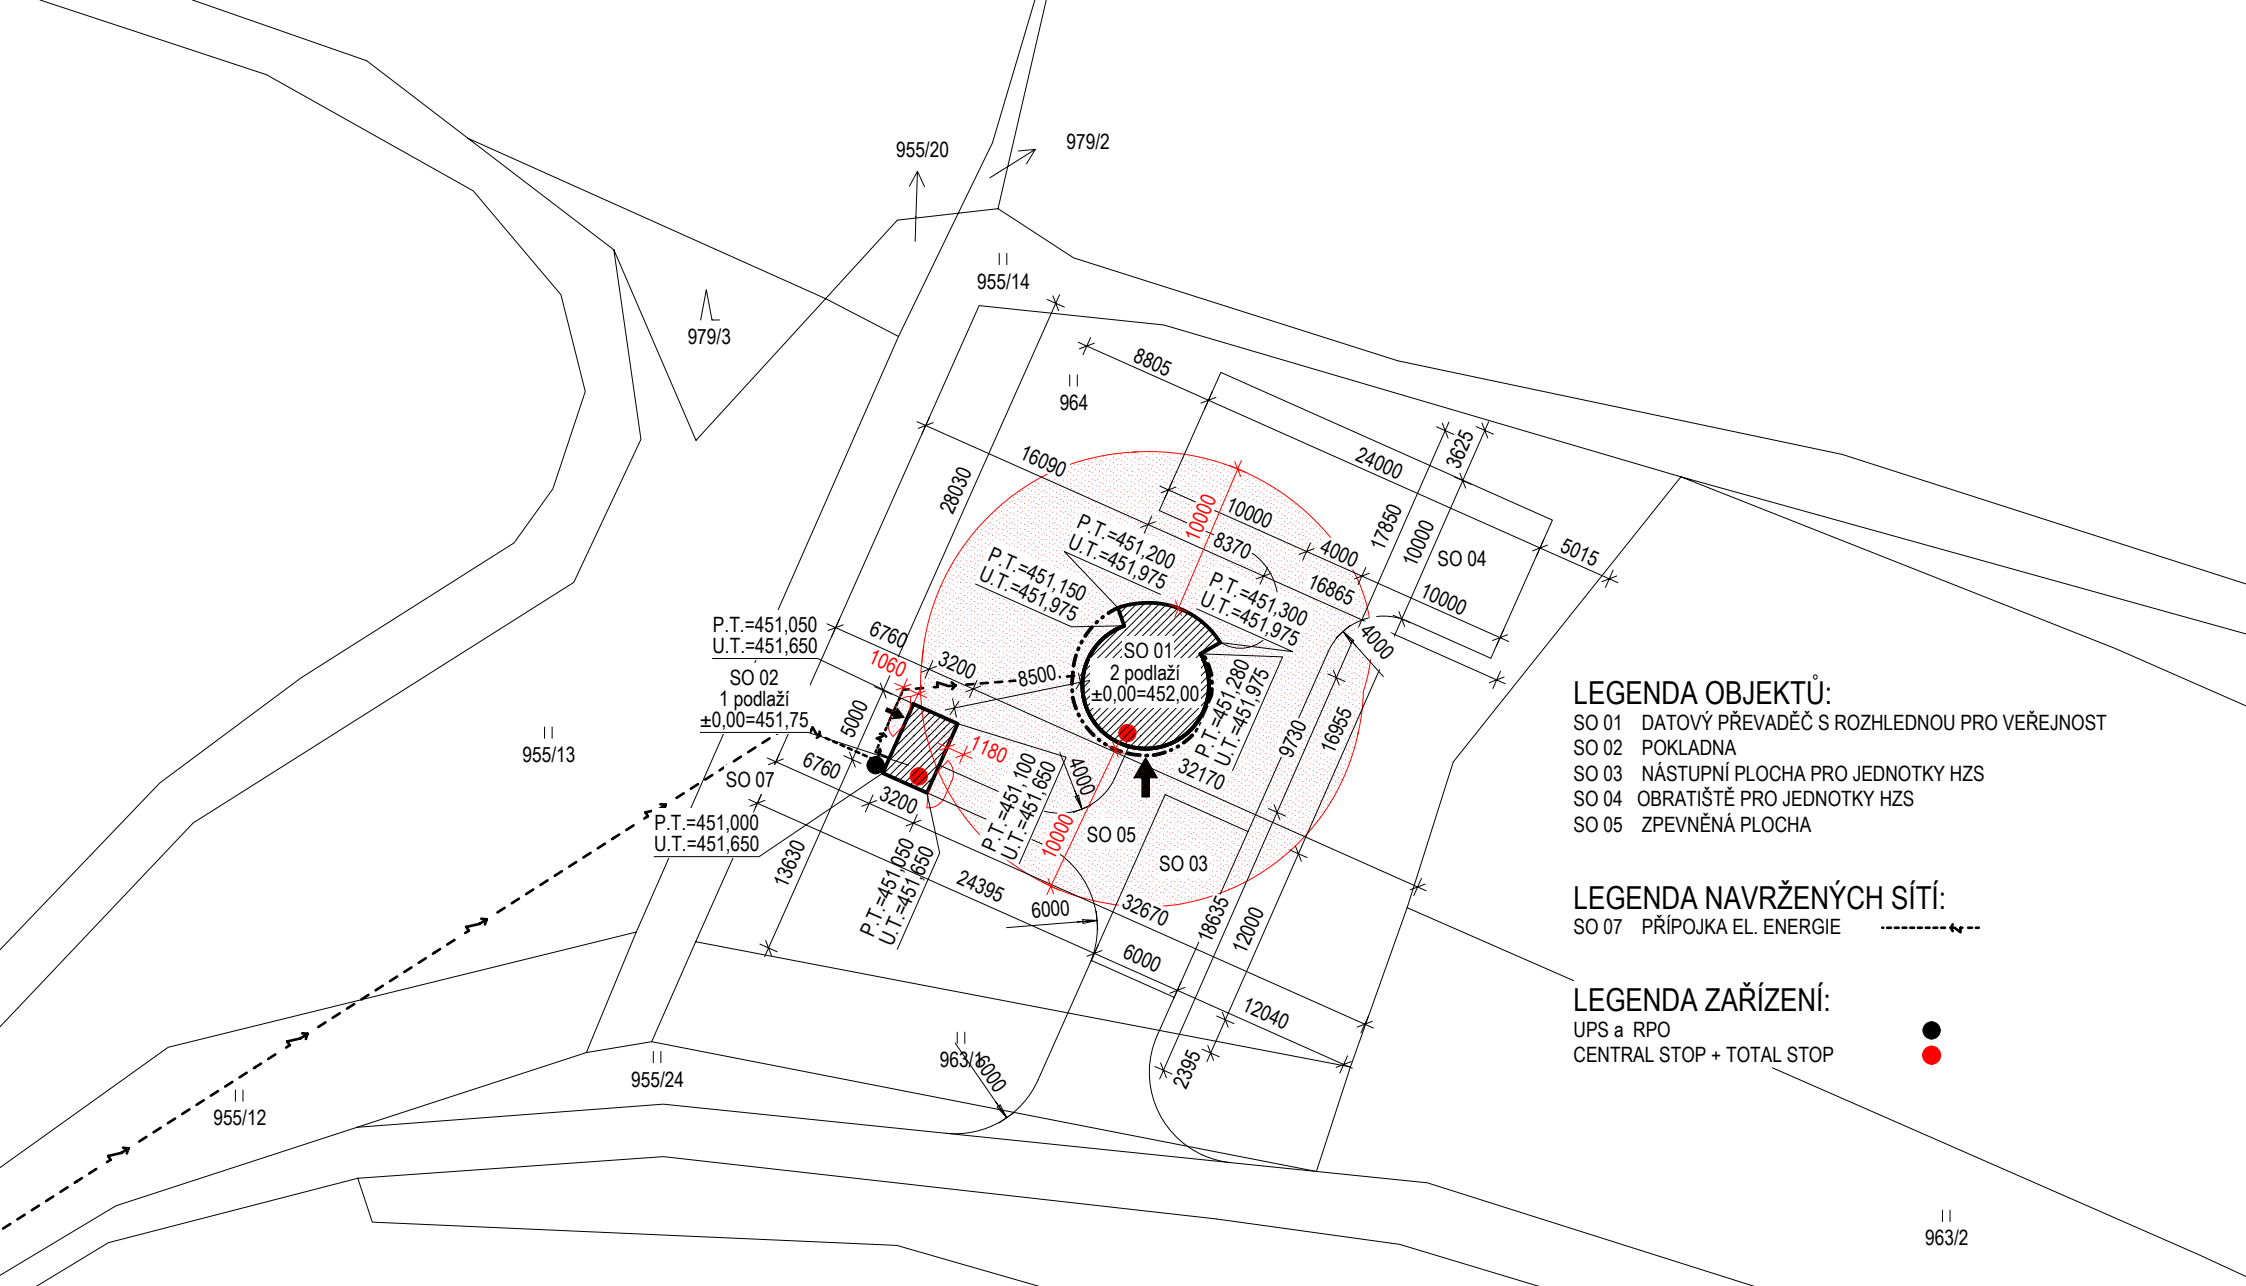 955/20
979/2
955/14
979/3
964
8805
16090
28030
24000
3625
17850
10000
SO 04
5015
10000
10000
8370
4000
16865
10000
4000
P.T.=451,200
U.T.=451,975
P.T.=451,150
U.T.=451,975
P.T.=451,300
U.T.=451,975
P.T.=451,280
U.T.=451,975
SO 01
2 podlaží
±0,00=452,00
P.T.=451,050
U.T.=451,650
6760
3200
1060
8500
SO 02
1 podlaží
±0,00=451,75
5000
1180
6760
3200
SO 07
P.T.=451,000
U.T.=451,650
13630
P.T.=451,050
U.T.=451,650
P.T.=451,100
U.T.=451,650
4000
10000
SO 05
SO 03
32170
9730
16955
24395
6000
32670
18635
12000
6000
12040
2395
6000
955/13
955/12
955/24
963/1
963/2
LEGENDA OBJEKTŮ:
SO 01 DATOVÝ PŘEVADĚČ S ROZHLEDNOU PRO VEŘEJNOST
SO 02 POKLADNA
SO 03 NÁSTUPNÍ PLOCHA PRO JEDNOTKY HZS
SO 04 OBRATIŠTĚ PRO JEDNOTKY HZS
SO 05 ZPEVNĚNÁ PLOCHA
LEGENDA NAVRŽENÝCH SÍTÍ:
SO 07 PŘÍPOJKA EL. ENERGIE
LEGENDA ZAŘÍZENÍ:
UPS a RPO
CENTRAL STOP + TOTAL STOP